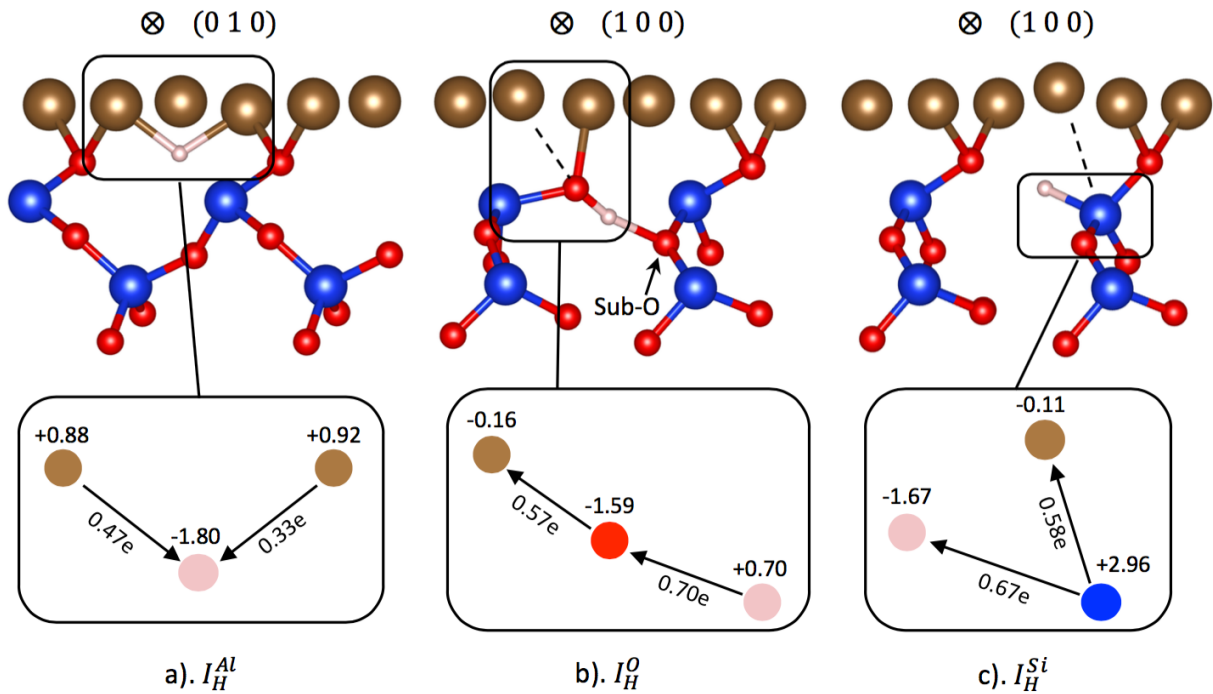 ⊗ (0 1 0)
⊗ (1 0 0)
⊗ (1 0 0)
Sub-O
+0.88
+0.92
-1.80
0.47e
0.33e
-0.16
-1.59
+0.70
0.57e
0.70e
-0.11
-1.67
+2.96
0.58e
0.67e
a). I_H^{Al}
b). I_H^{O}
c). I_H^{Si}